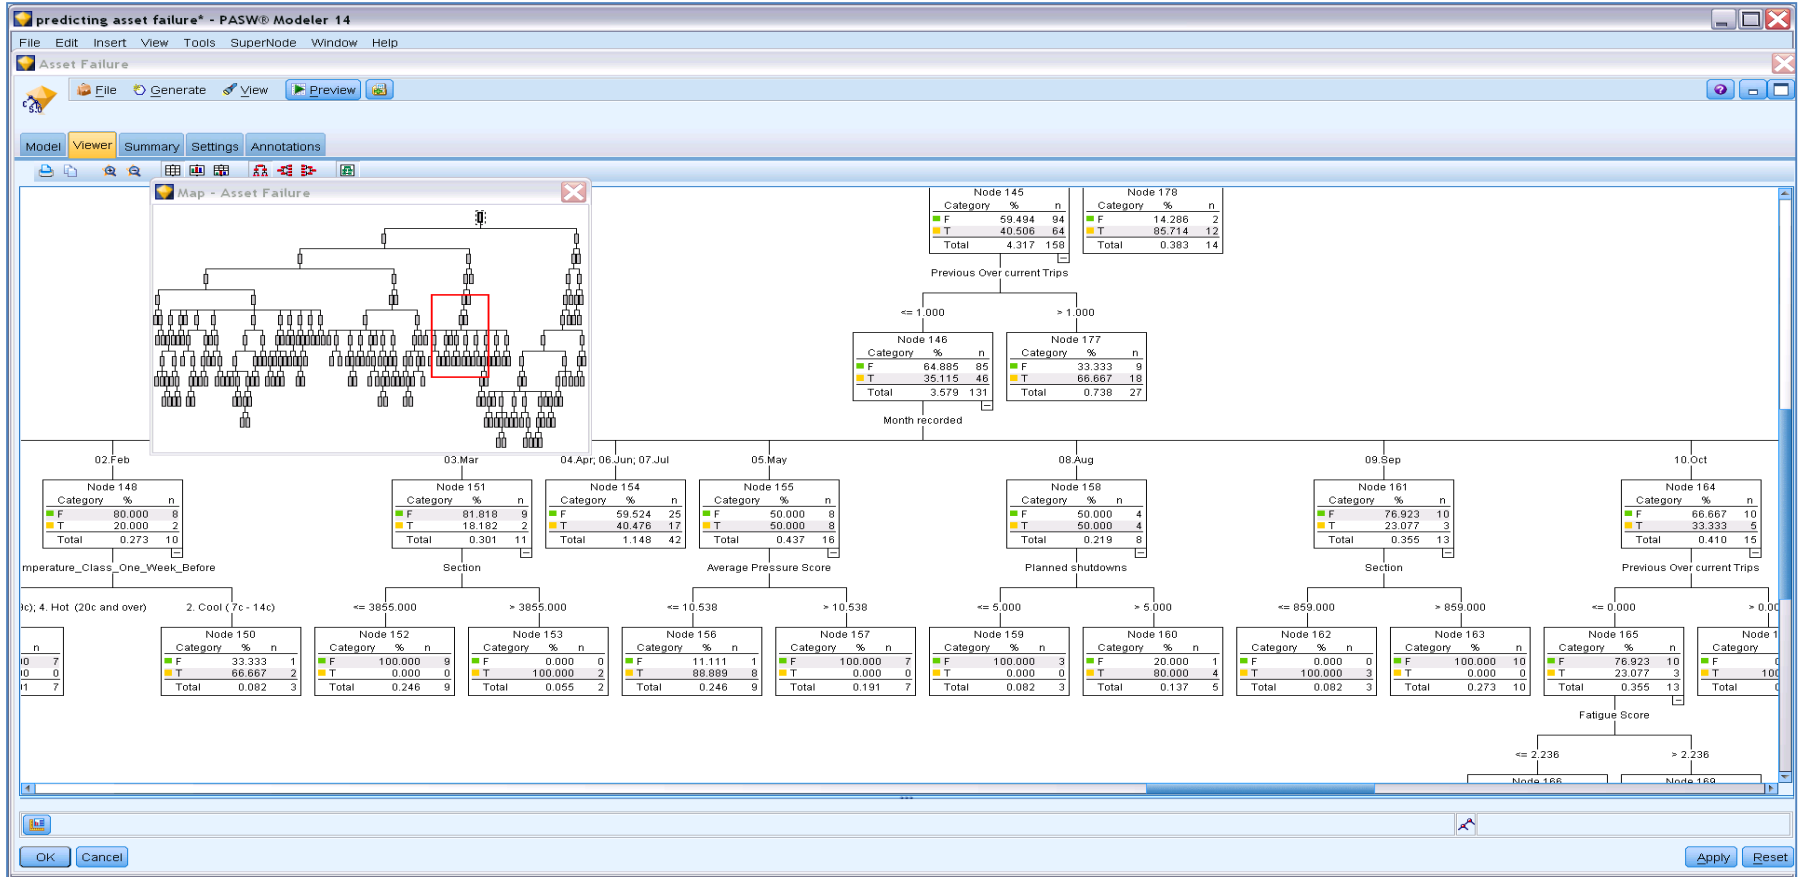 predicting asset failure* - PASW® Modeler 14
File Edit Insert View Tools SuperNode Window Help
Asset Failure
File Generate View Preview
Model Viewer Summary Settings Annotations
Map - Asset Failure
Node 145 Node 178
Category % n Category % n
F 59.494 94 F 14.286 2
T 40.506 64 T 85.714 12
Total 4.317 158 Total 0.383 14
Previous Over current Trips
<= 1.000 > 1.000
Node 146 Node 177
Category % n Category % n
F 64.885 85 F 33.333 9
T 35.115 46 T 66.667 18
Total 3.579 131 Total 0.738 27
Month recorded
02.Feb 03.Mar 04.Apr; 06.Jun; 07.Jul 05.May 08.Aug 09.Sep 10.Oct
Node 148 Node 151 Node 154 Node 155 Node 158 Node 161 Node 164
Category % n Category % n Category % n Category % n Category % n Category % n Category % n
F 80.000 8 F 81.818 9 F 59.524 25 F 50.000 8 F 50.000 4 F 76.923 10 F 66.667 10
T 20.000 2 T 18.182 2 T 40.476 17 T 50.000 8 T 50.000 4 T 23.077 3 T 33.333 5
Total 0.273 10 Total 0.301 11 Total 1.148 42 Total 0.437 16 Total 0.219 8 Total 0.355 13 Total 0.410 15
mperature_Class_One_Week_Before Section Average Pressure Score Planned shutdowns Section Previous Over current Trips
c); 4. Hot (20c and over) 2. Cool (7c - 14c) <= 3855.000 > 3855.000 <= 10.538 > 10.538 <= 5.000 > 5.000 <= 859.000 > 859.000 <= 0.000 > 0.00
Node 150 Node 152 Node 153 Node 156 Node 157 Node 159 Node 160 Node 162 Node 163 Node 165 Node 1
n Category % n Category % n Category % n Category % n Category % n Category % n Category % n Category % n Category % n Category % n Category
7 F 33.333 1 F 100.000 9 F 0.000 0 F 11.111 1 F 100.000 7 F 100.000 3 F 20.000 1 F 0.000 0 F 100.000 10 F 76.923 10 F
0 T 66.667 2 T 0.000 0 T 100.000 2 T 88.889 8 T 0.000 0 T 0.000 0 T 80.000 4 T 100.000 3 T 0.000 0 T 23.077 3 T 100
7 Total 0.082 3 Total 0.246 9 Total 0.055 2 Total 0.246 9 Total 0.191 7 Total 0.082 3 Total 0.137 5 Total 0.082 3 Total 0.273 10 Total 0.355 13 Total
Fatigue Score
<= 2.236 > 2.236
Node 166 Node 169
OK Cancel Apply Reset